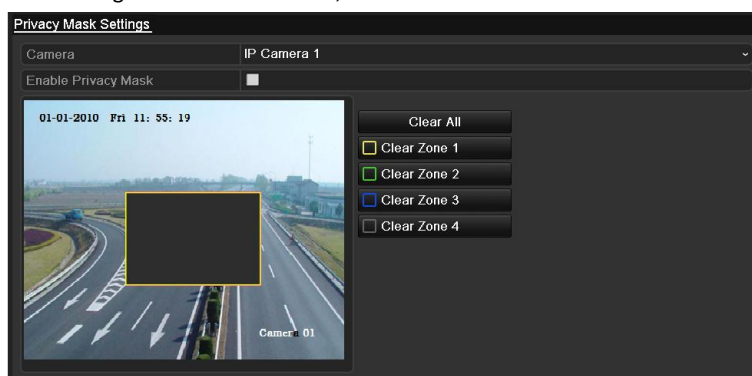 Privacy Mask Settings
Camera IP Camera 1
Enable Privacy Mask
01-01-2010 Fri 11: 55: 19
Clear All
Clear Zone 1
Clear Zone 2
Clear Zone 3
Clear Zone 4
Camera 01